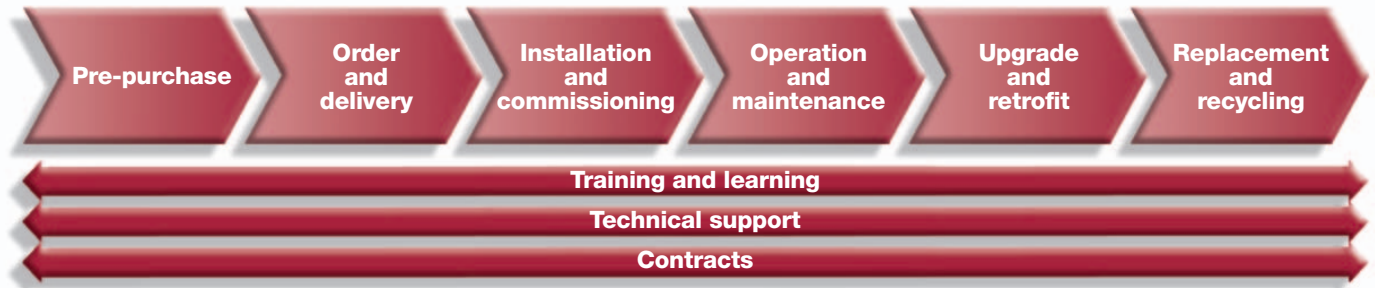 Pre-purchase
Order
and
delivery
Installation
and
commissioning
Operation
and
maintenance
Upgrade
and
retrofit
Replacement
and
recycling
Training and learning
Technical support
Contracts